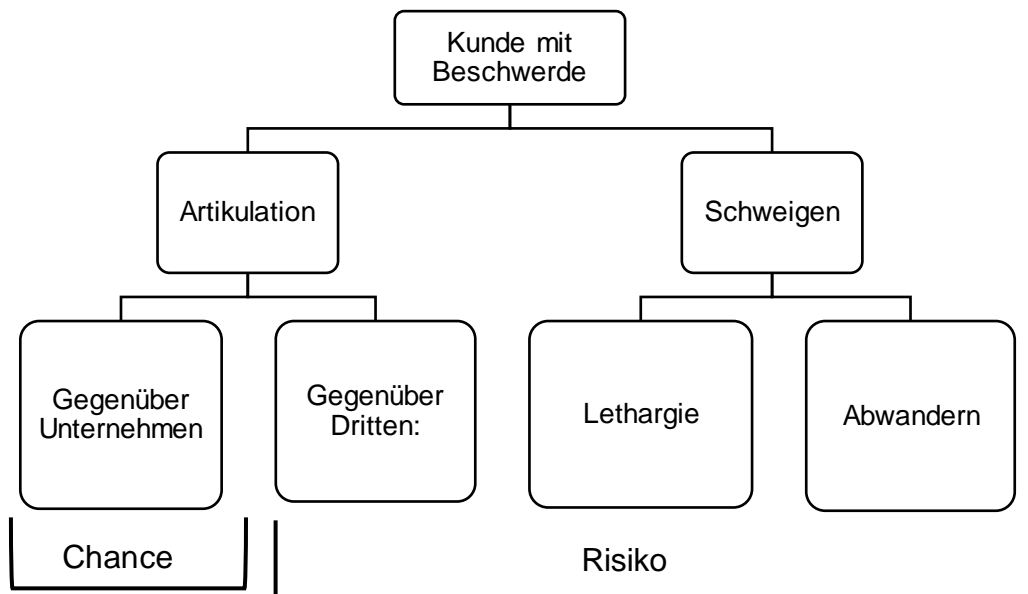 Kunde mit
Beschwerde
Artikulation
Schweigen
Gegenüber
Unternehmen
Gegenüber
Dritten:
Lethargie
Abwandern
Chance
Risiko